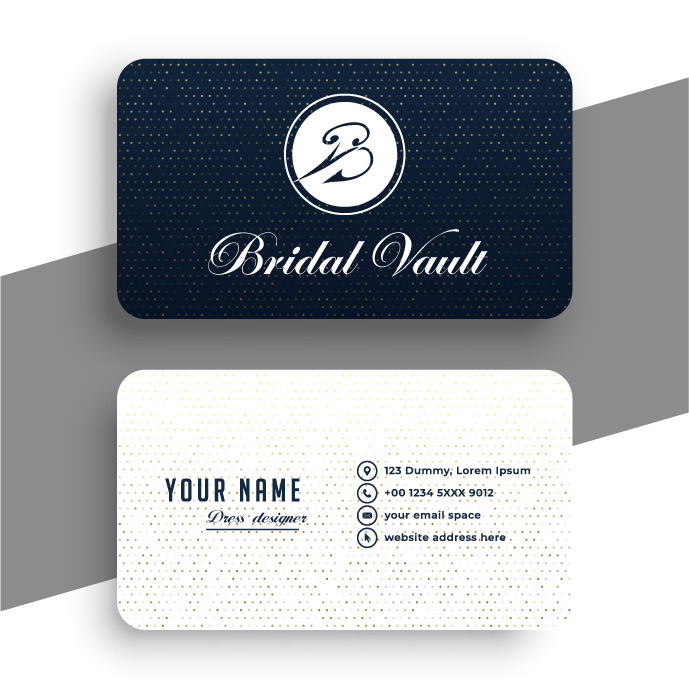 B
Bridal Vault
YOUR NAME
Dress designer
123 Dummy, Lorem Ipsum
+00 1234 5XXX 9012
your email space
website address here